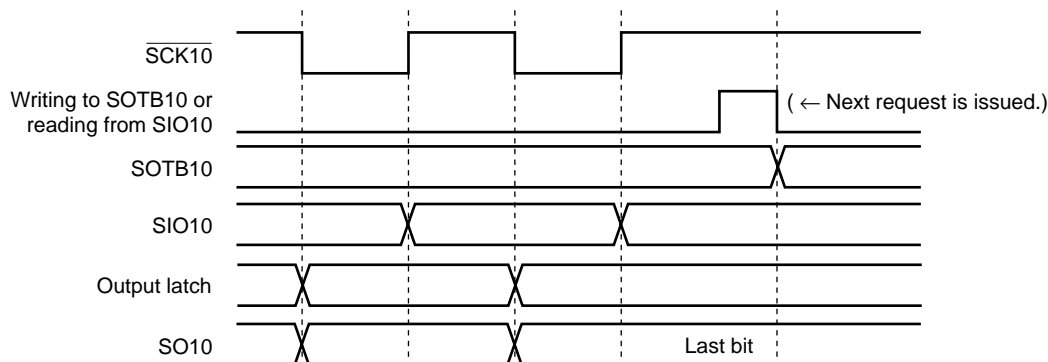 SCK10
Writing to SOTB10 or
reading from SIO10
( ← Next request is issued.)
SOTB10
SIO10
Output latch
SO10
Last bit